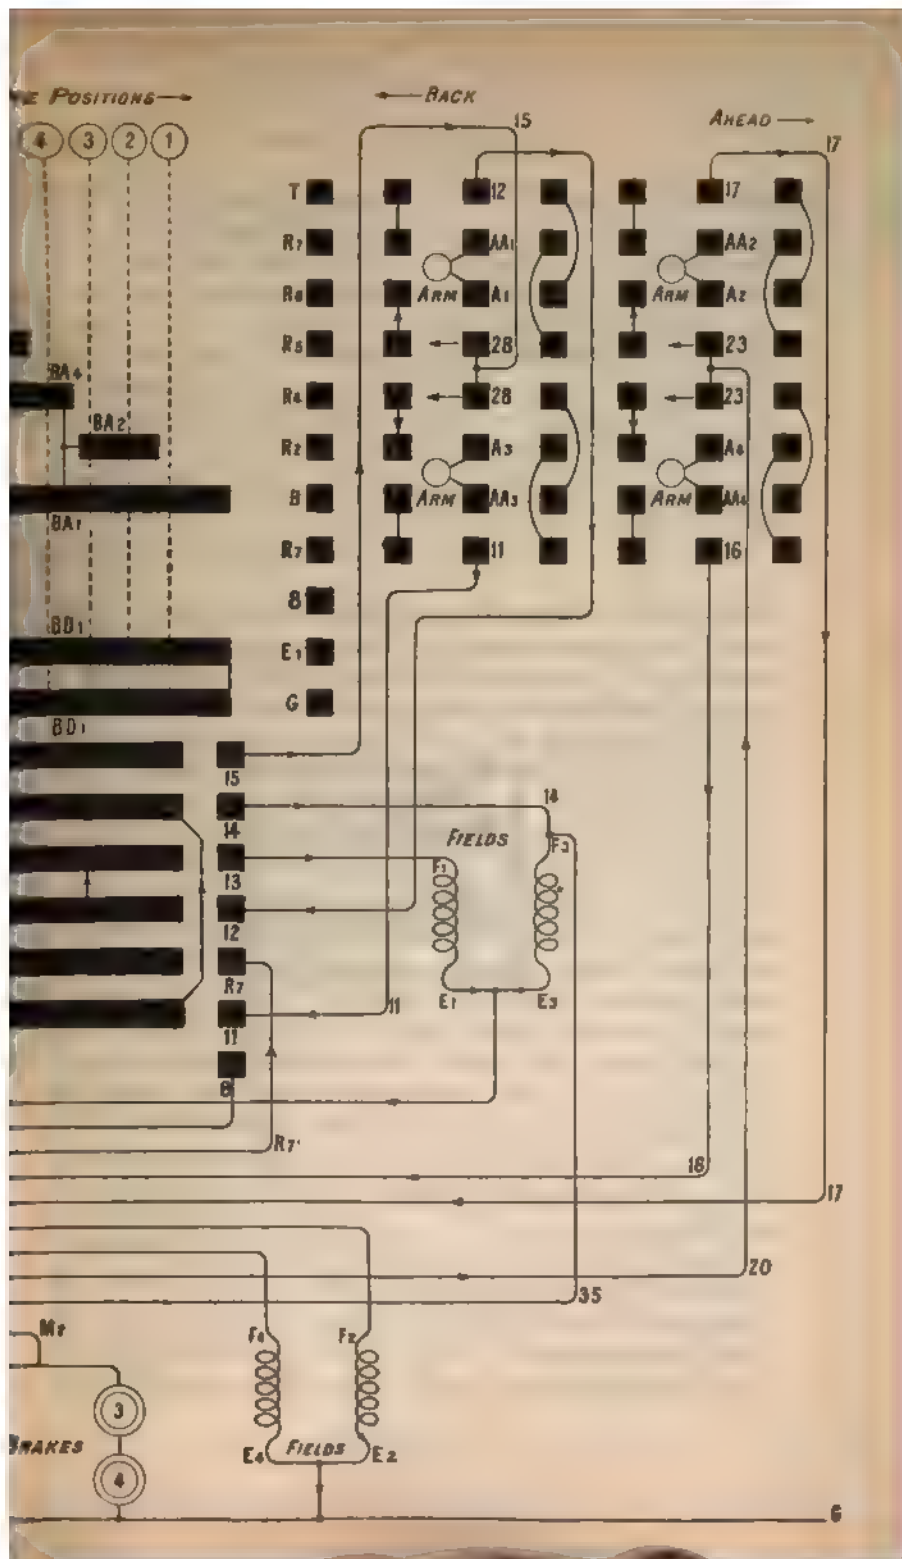 E POSITIONS
BACK
AHEAD
4 3 2 1
15
17
T 12 17
R7 AA1 AA2
ARM ARM
R6 A1 A2
R5 28 23
BA4
R4 28 23
BA2
R2 A3 A4
ARM ARM
B AA3 AA4
BA1
R7 11 16
8
BD1
E1
G
BD1
15
14
14
FIELDS
F3
F1
13
12
R7
E1 E3
11
11
R7
16
17
20
35
M2
F4 F2
3
BRAKES
E4 FIELDS E2
4
G